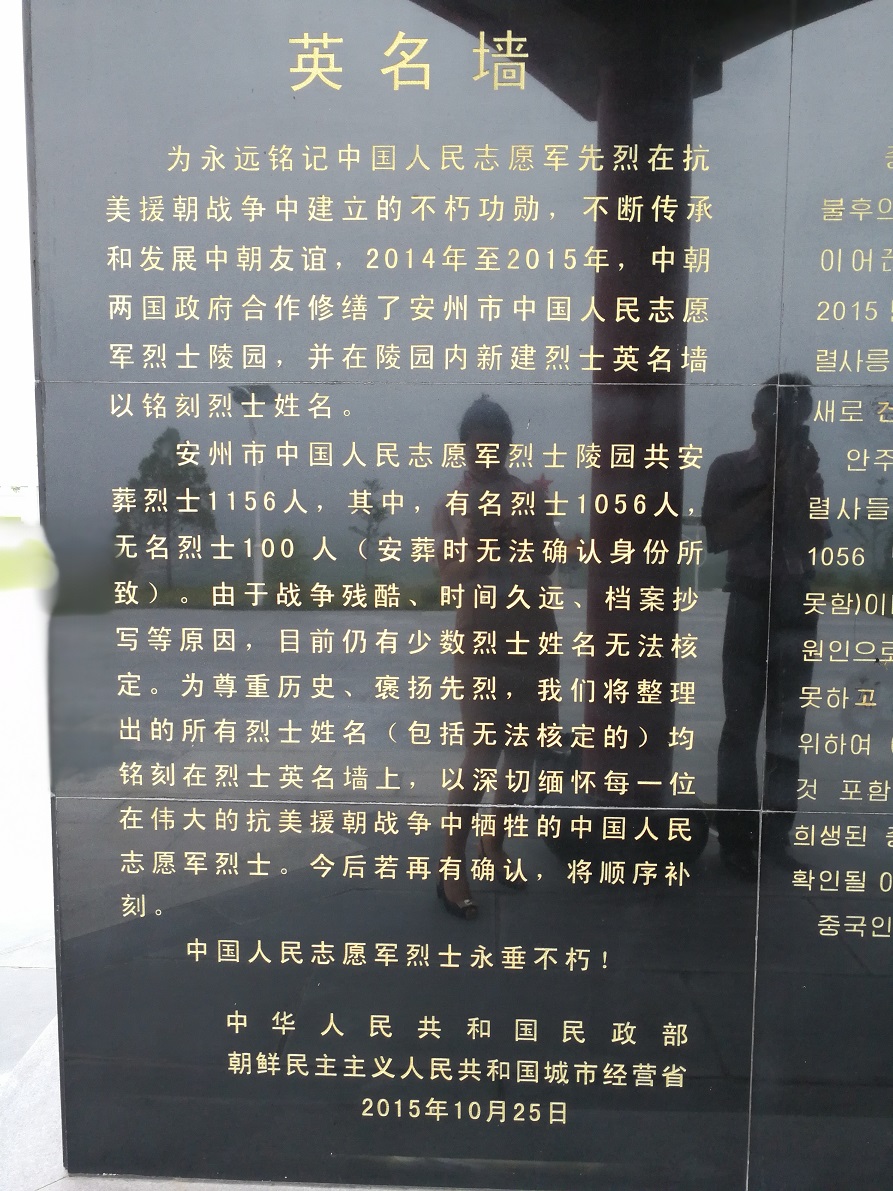 英名墙
为永远铭记中国人民志愿军先烈在抗
美援朝战争中建立的不朽功勋，不断传承
和发展中朝友谊，2014年至2015年，中朝
两国政府合作修缮了安州市中国人民志愿
军烈士陵园，并在陵园内新建烈士英名墙
以铭刻烈士姓名。
安州市中国人民志愿军烈士陵园共安
葬烈士1156人，其中，有名烈士1056人，
无名烈士100 人（安葬时无法确认身份所
致）。由于战争残酷、时间久远、档案抄
写等原因，目前仍有少数烈士姓名无法核
定。为尊重历史、褒扬先烈，我们将整理
出的所有烈士姓名（包括无法核定的）均
铭刻在烈士英名墙上，以深切缅怀每一位
在伟大的抗美援朝战争中牺牲的中国人民
志愿军烈士。今后若再有确认，将顺序补
刻。
中国人民志愿军烈士永垂不朽！
中华人民共和国民政部
朝鲜民主主义人民共和国城市经营省
2015年10月25日
불후의
이어
2015
렬사릉
새로
안주
렬사들
1056
못함)이
원인으로
못하고
위하여
것 포함
희생된
확인될
중국인